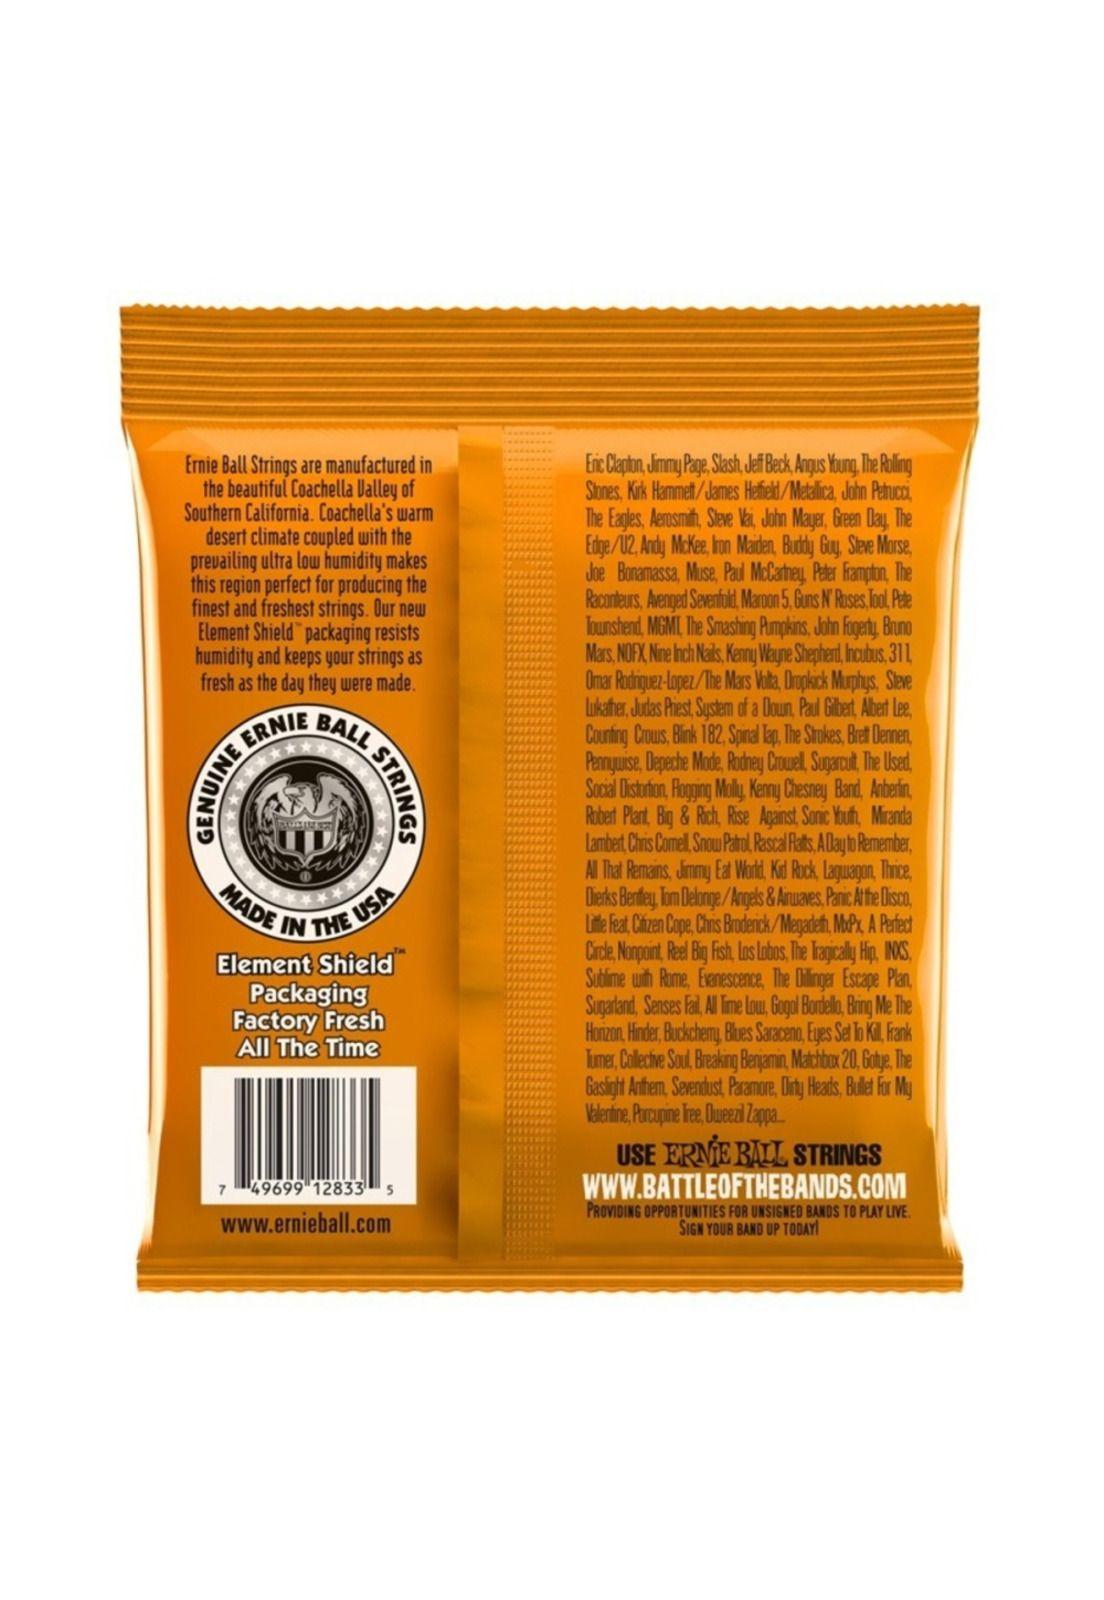 Ernie Ball Strings are manufactured in
the beautiful Coachella Valley of
Southern California. Coachella's warm
desert climate coupled with the
prevailing ultra low humidity makes
this region perfect for producing the
finest and freshest strings. Our new
Element Shield™ packaging resists
humidity and keeps your strings as
fresh as the day they were made.
GENUINE ERNIE BALL STRINGS
MADE IN THE USA
Element Shield™
Packaging
Factory Fresh
All The Time
7 49699 12833 5
www.ernieball.com
Eric Clapton, Jimmy Page, Slash, Jeff Beck, Angus Young, The Rolling
Stones, Kirk Hammett/James Hetfield/Metallica, John Petrucci,
The Eagles, Aerosmith, Steve Vai, John Mayer, Green Day, The
Edge/U2, Andy McKee, Iron Maiden, Buddy Guy, Steve Morse,
Joe Bonamassa, Muse, Paul McCartney, Peter Frampton, The
Raconteurs, Avenged Sevenfold, Maroon 5, Guns N' Roses, Tool, Pete
Townshend, MGMT, The Smashing Pumpkins, John Fogerty, Bruno
Mars, NOFX, Nine Inch Nails, Kenny Wayne Shepherd, Incubus, 311,
Omar Rodriguez-Lopez/The Mars Volta, Dropkick Murphys, Steve
Lukather, Judas Priest, System of a Down, Paul Gilbert, Albert Lee,
Counting Crows, Blink 182, Spinal Tap, The Strokes, Brett Dennen,
Pennywise, Depeche Mode, Rodney Crowell, Sugarcult, The Used,
Social Distortion, Flogging Molly, Kenny Chesney Band, Anberlin,
Robert Plant, Big & Rich, Rise Against, Sonic Youth, Miranda
Lambert, Chris Cornell, Snow Patrol, Rascal Flatts, A Day to Remember,
All That Remains, Jimmy Eat World, Kid Rock, Lagwagon, Thrice,
Dierks Bentley, Tom Delonge/Angels & Airwaves, Panic At the Disco,
Little Feat, Citizen Cope, Chris Broderick/Megadeth, MxPx, A Perfect
Circle, Nonpoint, Reel Big Fish, Los Lobos, The Tragically Hip, INXS,
Sublime with Rome, Evanescence, The Dillinger Escape Plan,
Sugarland, Senses Fail, All Time Low, Gogol Bordello, Bring Me The
Horizon, Hinder, Buckcherry, Blues Saraceno, Eyes Set To Kill, Frank
Turner, Collective Soul, Breaking Benjamin, Matchbox 20, Gotye, The
Gaslight Anthem, Sevendust, Paramore, Dirty Heads, Bullet For My
Valentine, Porcupine Tree, Dweezil Zappa...
USE ERNIE BALL STRINGS
WWW.BATTLEOFTHEBANDS.COM
PROVIDING OPPORTUNITIES FOR UNSIGNED BANDS TO PLAY LIVE.
SIGN YOUR BAND UP TODAY!